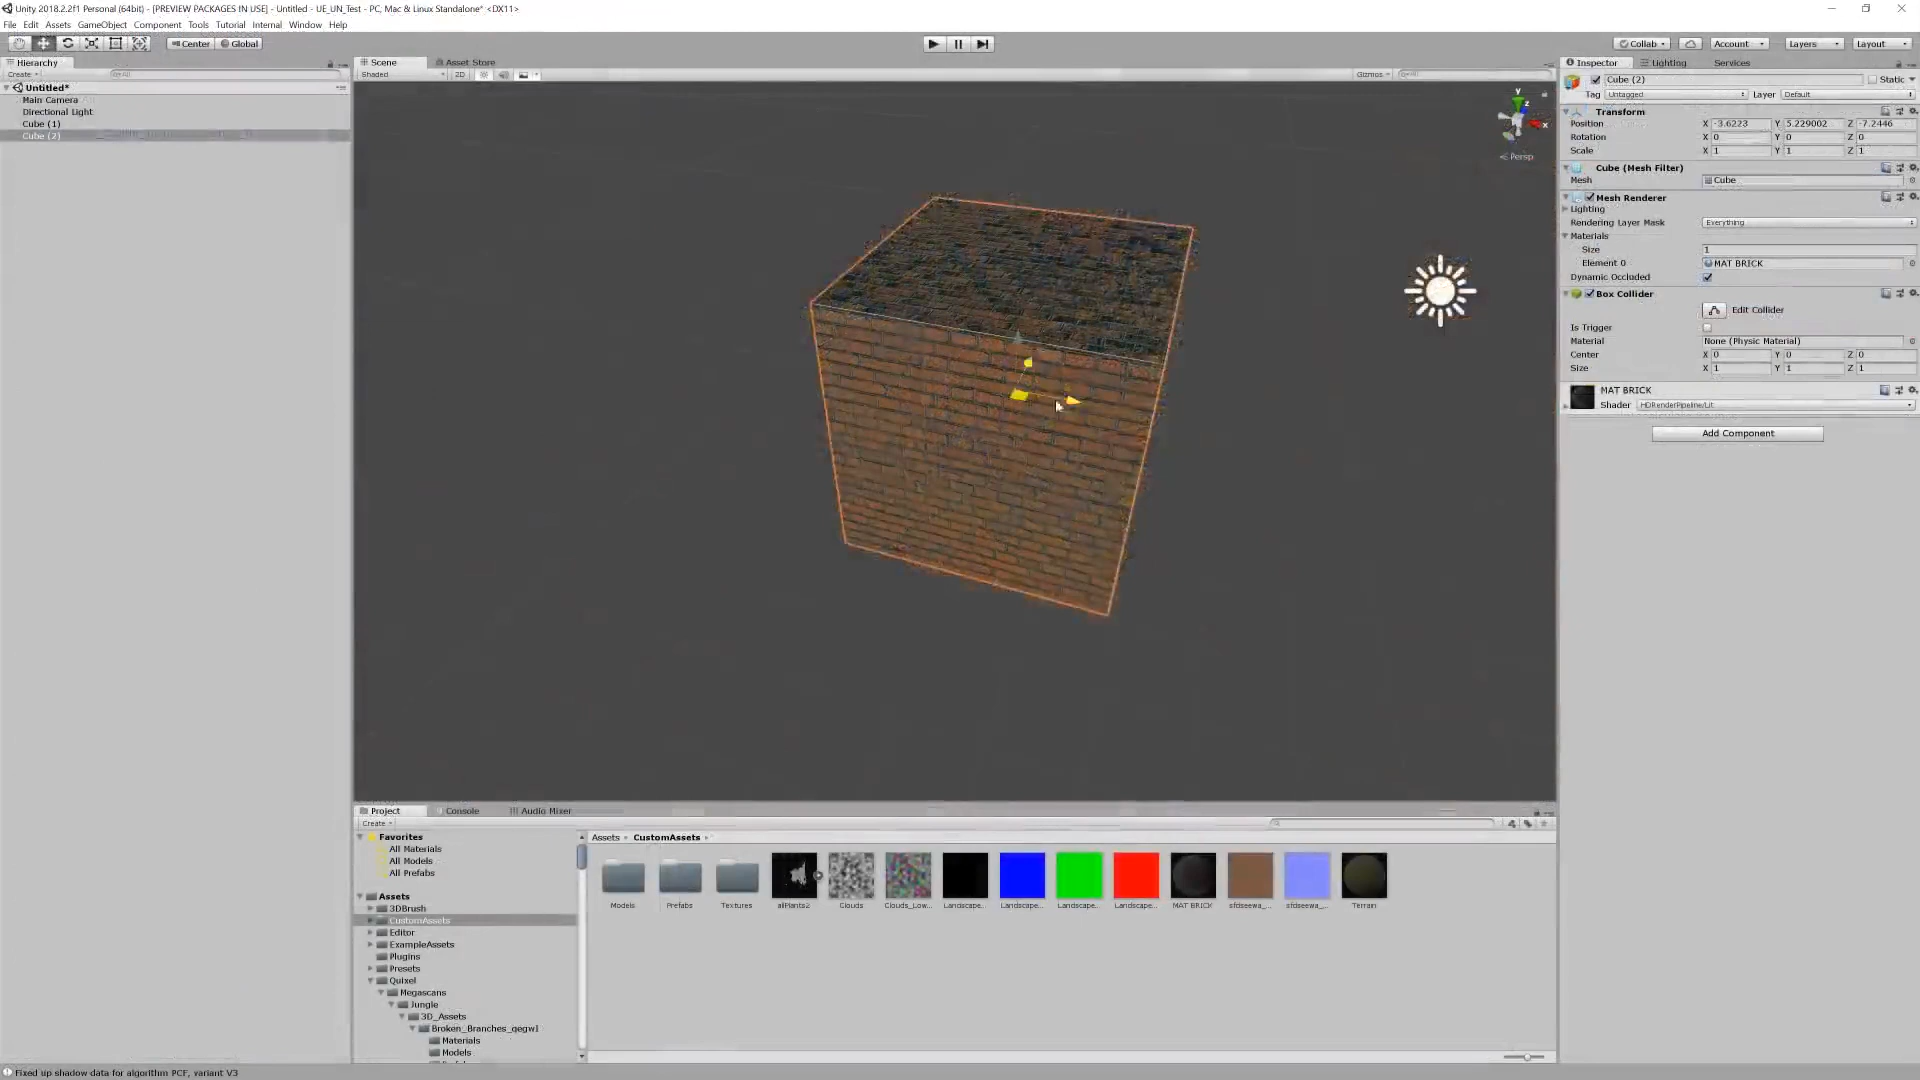 Unity 2018.2.2f1 Personal (64bit) - [PREVIEW PACKAGES IN USE] - Untitled - UE_UN_Test - PC, Mac & Linux Standalone* <DX11>
File Edit Assets GameObject Component Tools Tutorial Internal Window Help
Center Global Collab Account Layers Layout
Hierarchy
Create
Untitled*
Main Camera
Directional Light
Cube (1)
Cube (2)
Scene Asset Store
Shaded 2D Gizmos
y
z
x
Persp
Inspector Lighting Services
Cube (2) Static
Tag Untagged Layer Default
Transform
Position X -3.6223 Y 5.229002 Z -7.2446
Rotation X 0 Y 0 Z 0
Scale X 1 Y 1 Z 1
Cube (Mesh Filter)
Mesh Cube
Mesh Renderer
Lighting
Rendering Layer Mask Everything
Materials
Size 1
Element 0 MAT BRICK
Dynamic Occluded
Box Collider
Edit Collider
Is Trigger
Material None (Physic Material)
Center X 0 Y 0 Z 0
Size X 1 Y 1 Z 1
MAT BRICK
Shader HDRenderPipeline/Lit
Add Component
Project Console Audio Mixer
Create
Favorites
All Materials
All Models
All Prefabs
Assets
3DBrush
CustomAssets
Editor
ExampleAssets
Plugins
Presets
Quixel
Megascans
Jungle
3D_Assets
Broken_Branches_qegwl
Materials
Models
Assets CustomAssets
Models Prefabs Textures allPlants2 Clouds Clouds_Low... Landscape... Landscape... Landscape... Landscape... MAT BRICK sfdseewa_... sfdseewa_... Terrain
Fixed up shadow data for algorithm PCF, variant V3